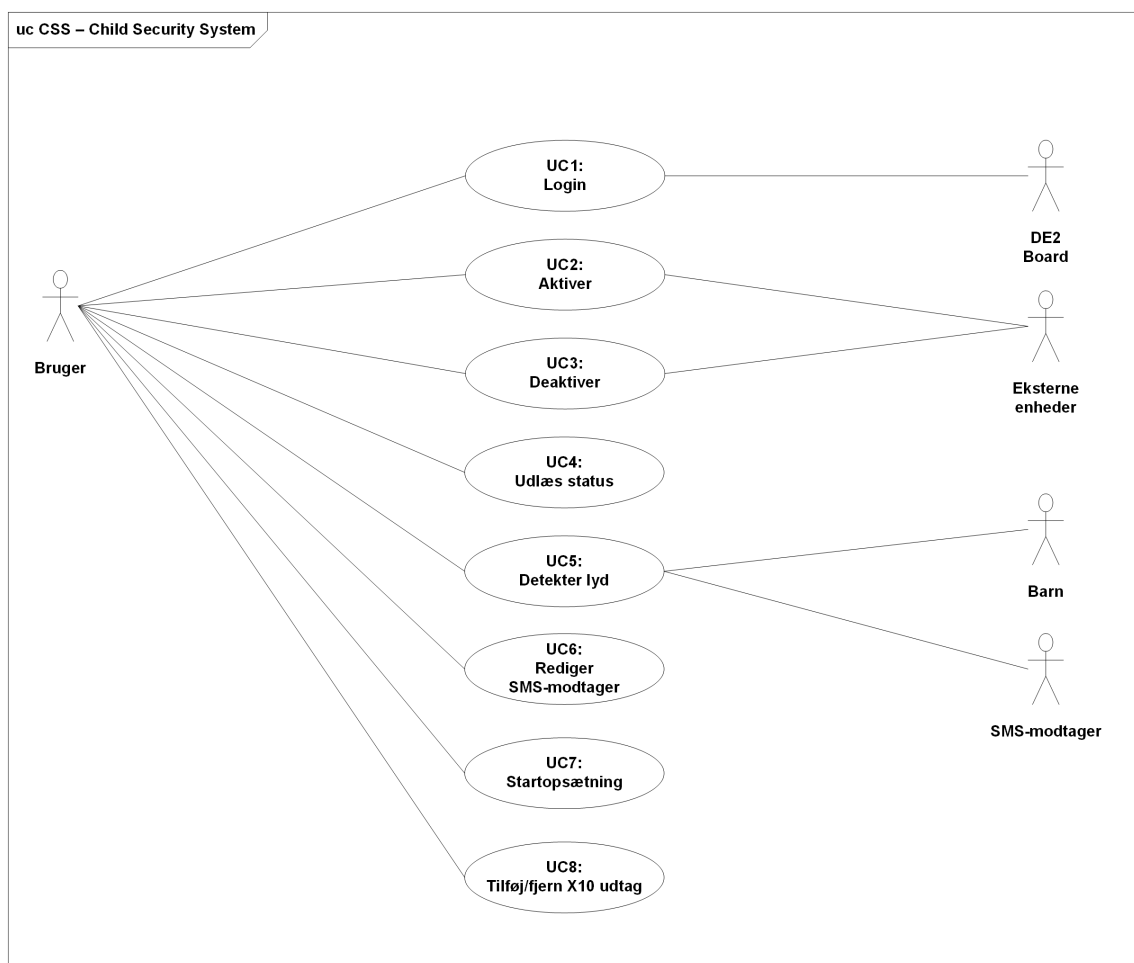 uc CSS – Child Security System
UC1:
Login
DE2
Board
UC2:
Aktiver
Bruger
UC3:
Deaktiver
Eksterne
enheder
UC4:
Udlæs status
UC5:
Detekter lyd
Barn
UC6:
Rediger
SMS-modtager
SMS-modtager
UC7:
Startopsætning
UC8:
Tilføj/fjern X10 udtag